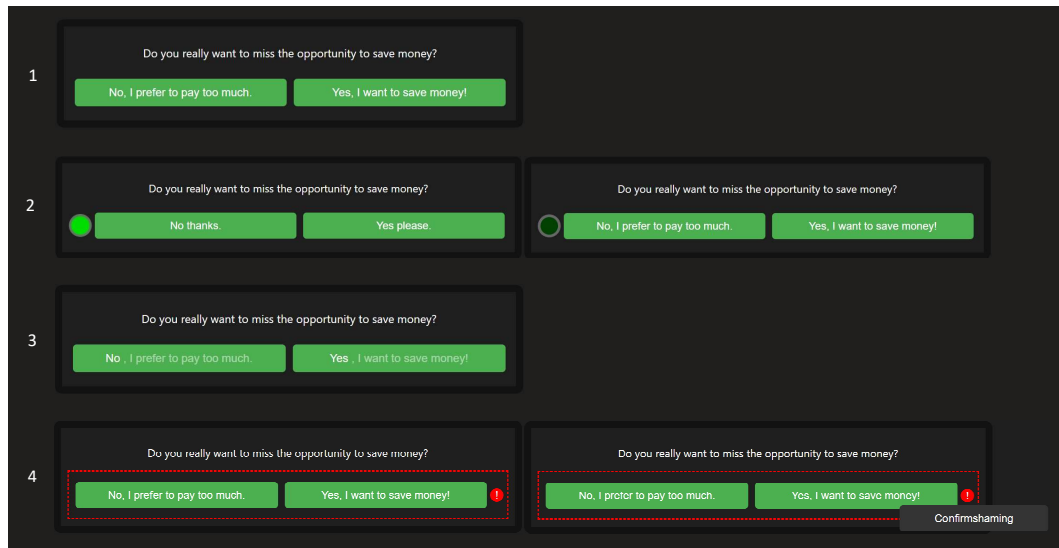 1
Do you really want to miss the opportunity to save money?
No, I prefer to pay too much. Yes, I want to save money!
2
Do you really want to miss the opportunity to save money?
No thanks. Yes please.
Do you really want to miss the opportunity to save money?
No, I prefer to pay too much. Yes, I want to save money!
3
Do you really want to miss the opportunity to save money?
No , I prefer to pay too much. Yes , I want to save money!
4
Do you really want to miss the opportunity to save money?
No, I prefer to pay too much. Yes, I want to save money! !
Do you really want to miss the opportunity to save money?
No, I prefer to pay too much. Yes, I want to save money! !
Confirmshaming